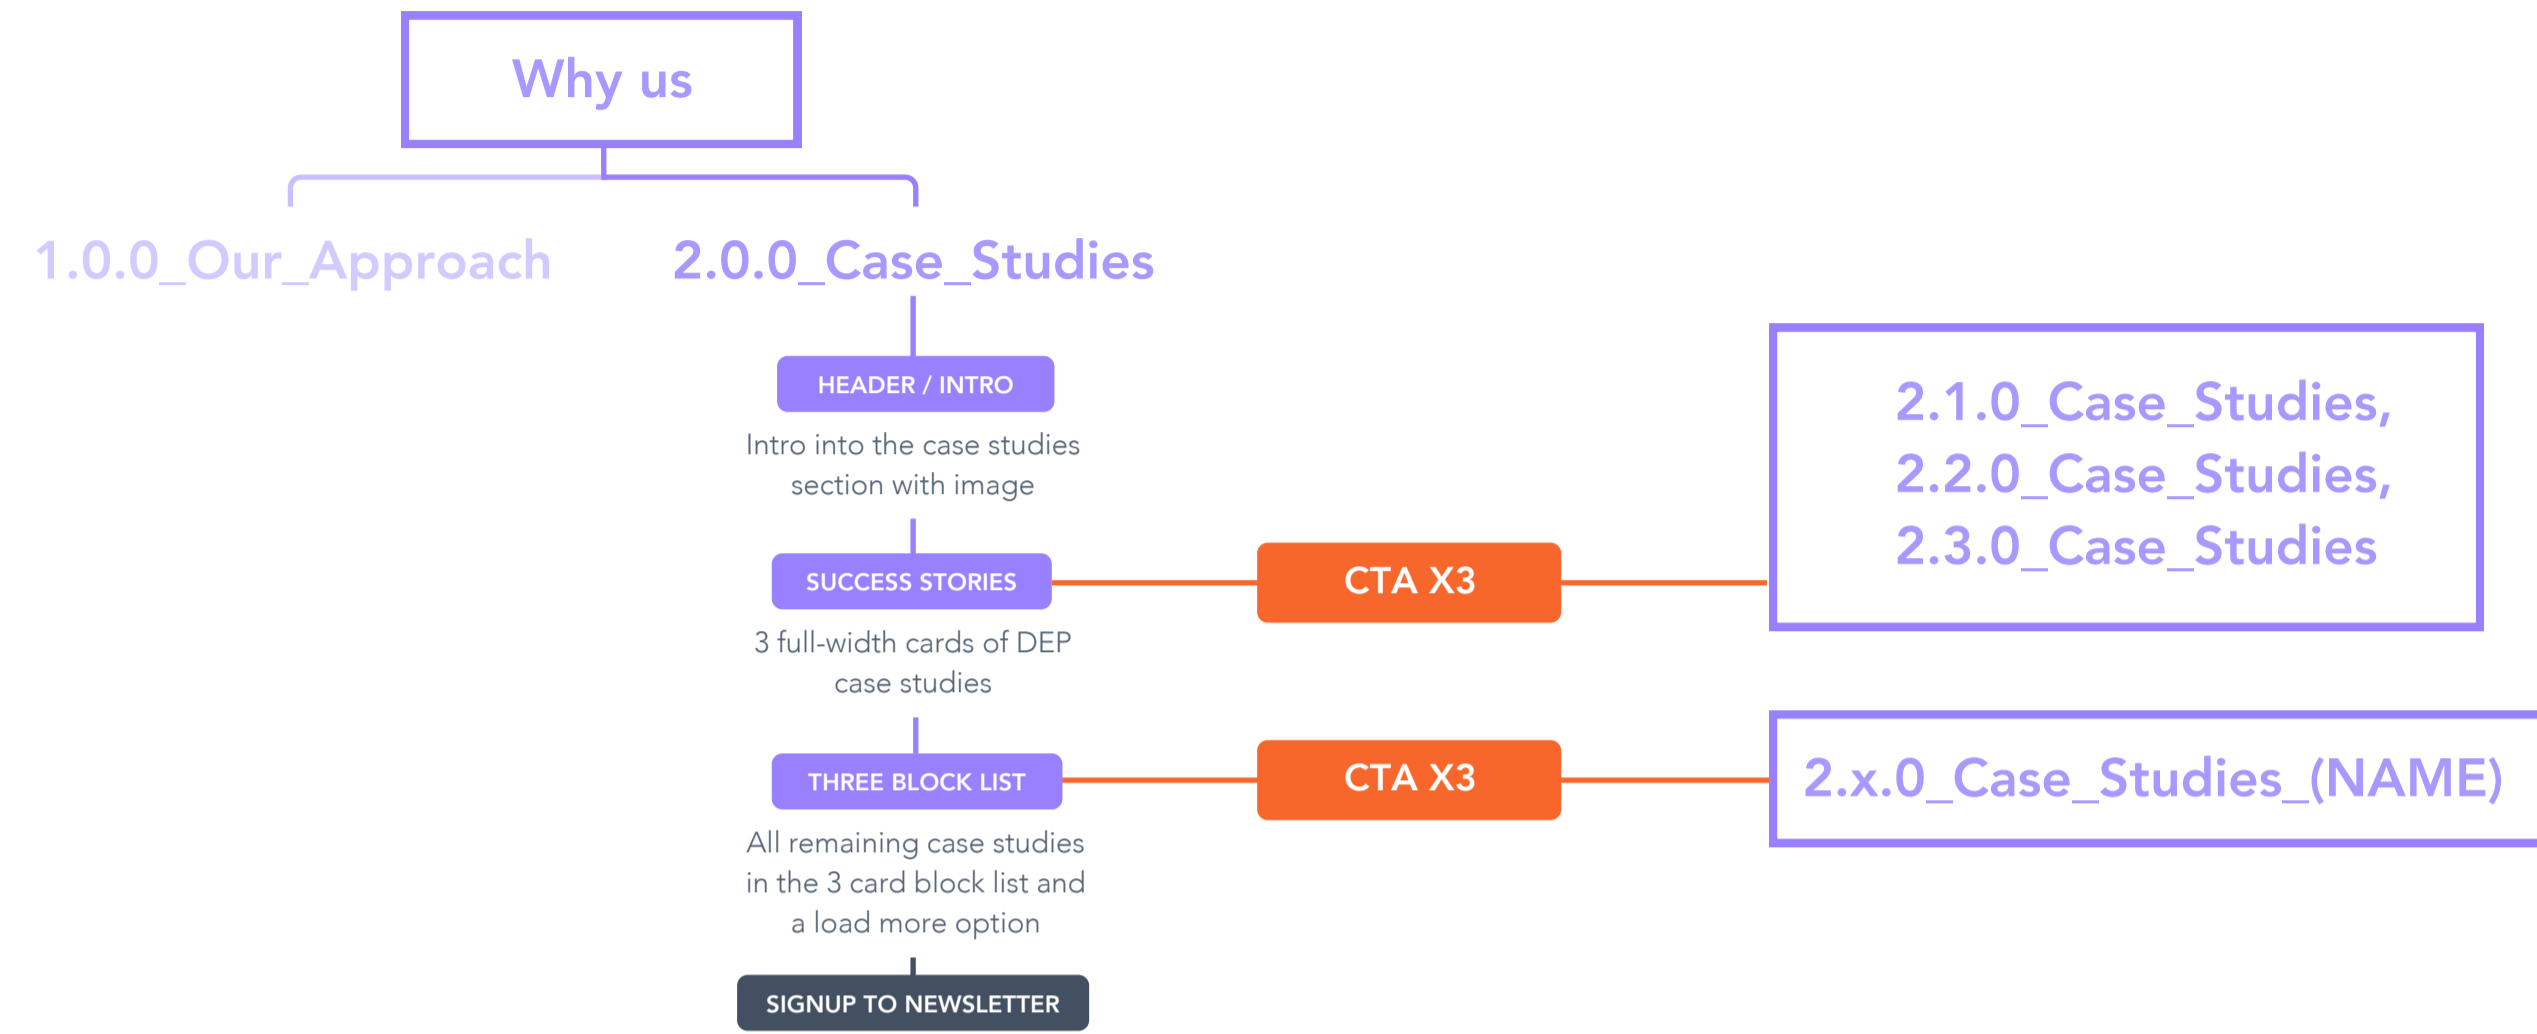 Why us
1.0.0_Our_Approach
2.0.0_Case_Studies
HEADER / INTRO
Intro into the case studies
section with image
SUCCESS STORIES
CTA X3
2.1.0_Case_Studies,
2.2.0_Case_Studies,
2.3.0_Case_Studies
3 full-width cards of DEP
case studies
THREE BLOCK LIST
CTA X3
2.x.0_Case_Studies_(NAME)
All remaining case studies
in the 3 card block list and
a load more option
SIGNUP TO NEWSLETTER